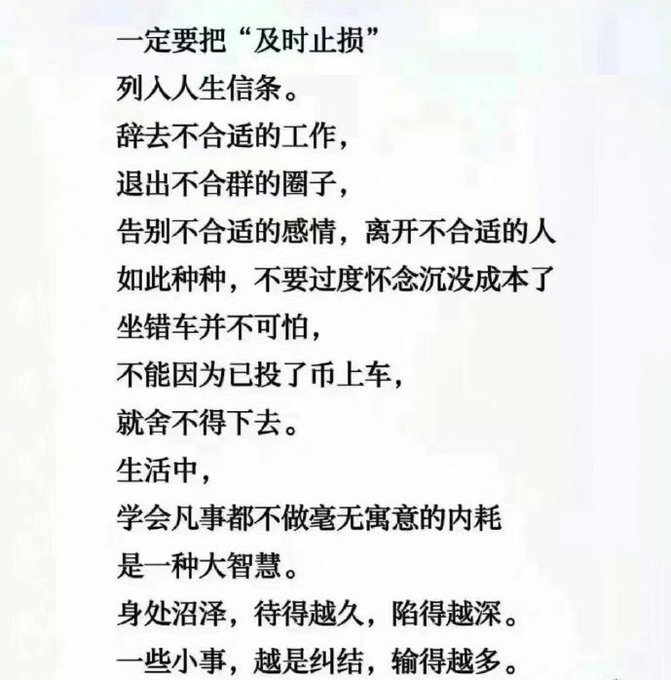 一定要把“及时止损”
列入人生信条。
辞去不合适的工作，
退出不合群的圈子，
告别不合适的感情，离开不合适的人
如此种种，不要过度怀念沉没成本了
坐错车并不可怕，
不能因为已投了币上车，
就舍不得下去。
生活中，
学会凡事都不做毫无寓意的内耗
是一种大智慧。
身处沼泽，待得越久，陷得越深。
一些小事，越是纠结，输得越多。